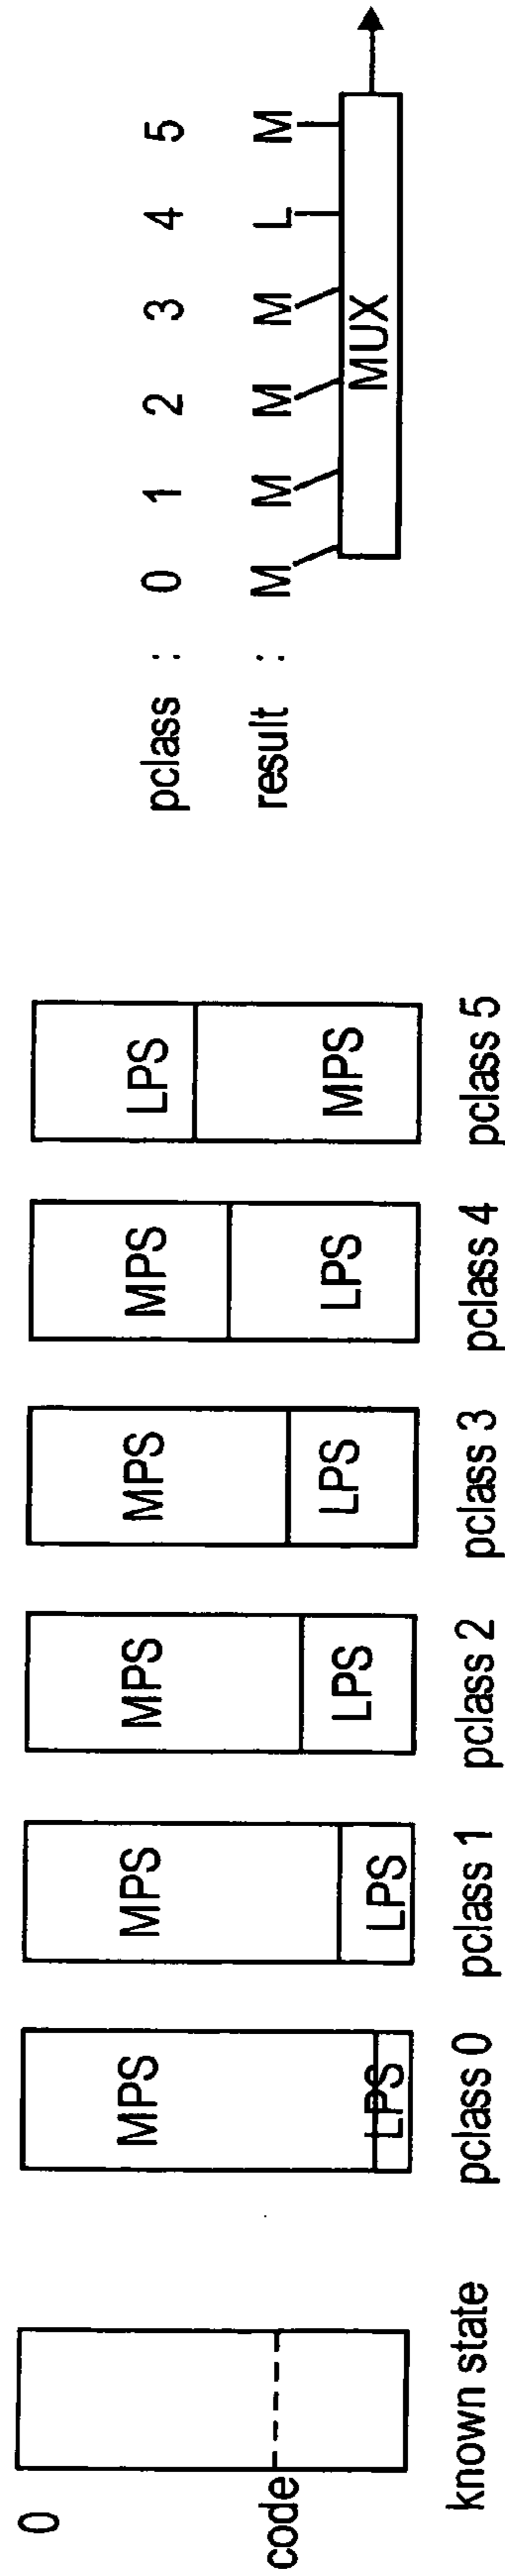 0
code
known state
MPS
LPS
pclass 0
MPS
LPS
pclass 1
MPS
LPS
pclass 2
MPS
LPS
pclass 3
MPS
LPS
pclass 4
LPS
MPS
pclass 5
pclass : 0 1 2 3 4 5
result : M M M M L M
MUX